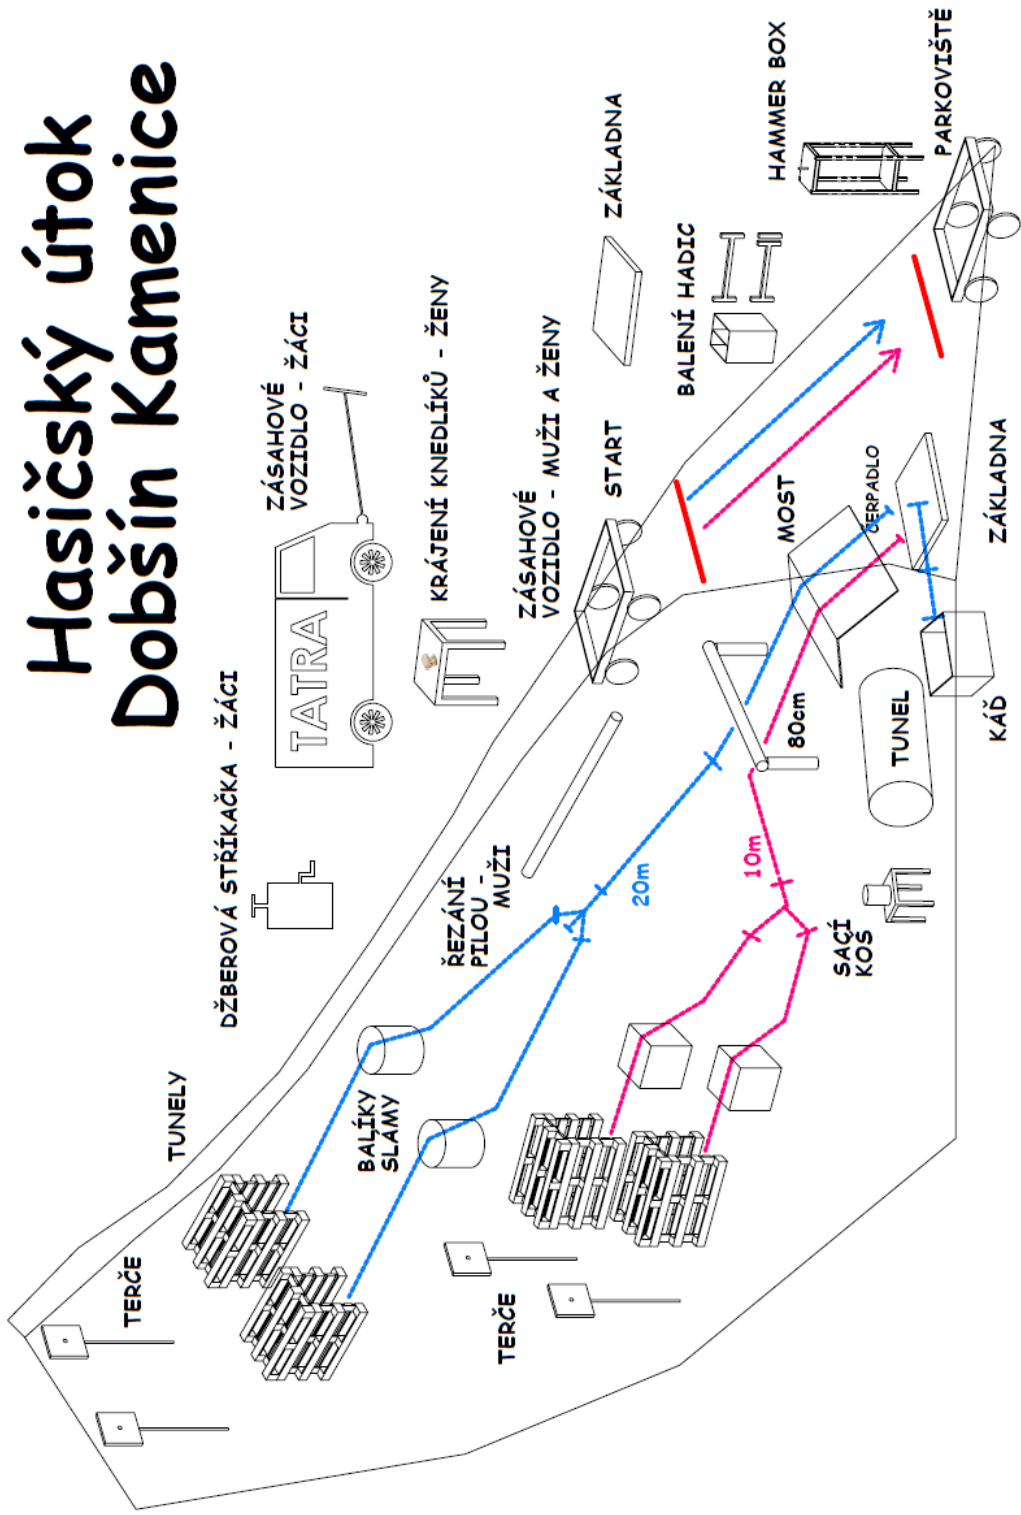 Hasičský útok
Dobšín Kamenice
DŽBEROVÁ STŘÍKAČKA - ŽÁCI
ZÁSAHOVÉ
VOZIDLO - ŽÁCI
TATRA
KRÁJENÍ KNEDLÍKŮ - ŽENY
ZÁSAHOVÉ
VOZIDLO - MUŽI A ŽENY
START
ZÁKLADNA
BALENÍ HADIC
HAMMER BOX
PARKOVIŠTĚ
TUNELY
TERČE
BALÍKY
SLÁMY
ŘEZÁNÍ
PILOU -
MUŽI
20m
10m
80cm
MOST
ČERPADLO
ZÁKLADNA
TERČE
SACÍ
KOŠ
TUNEL
KÁĎ